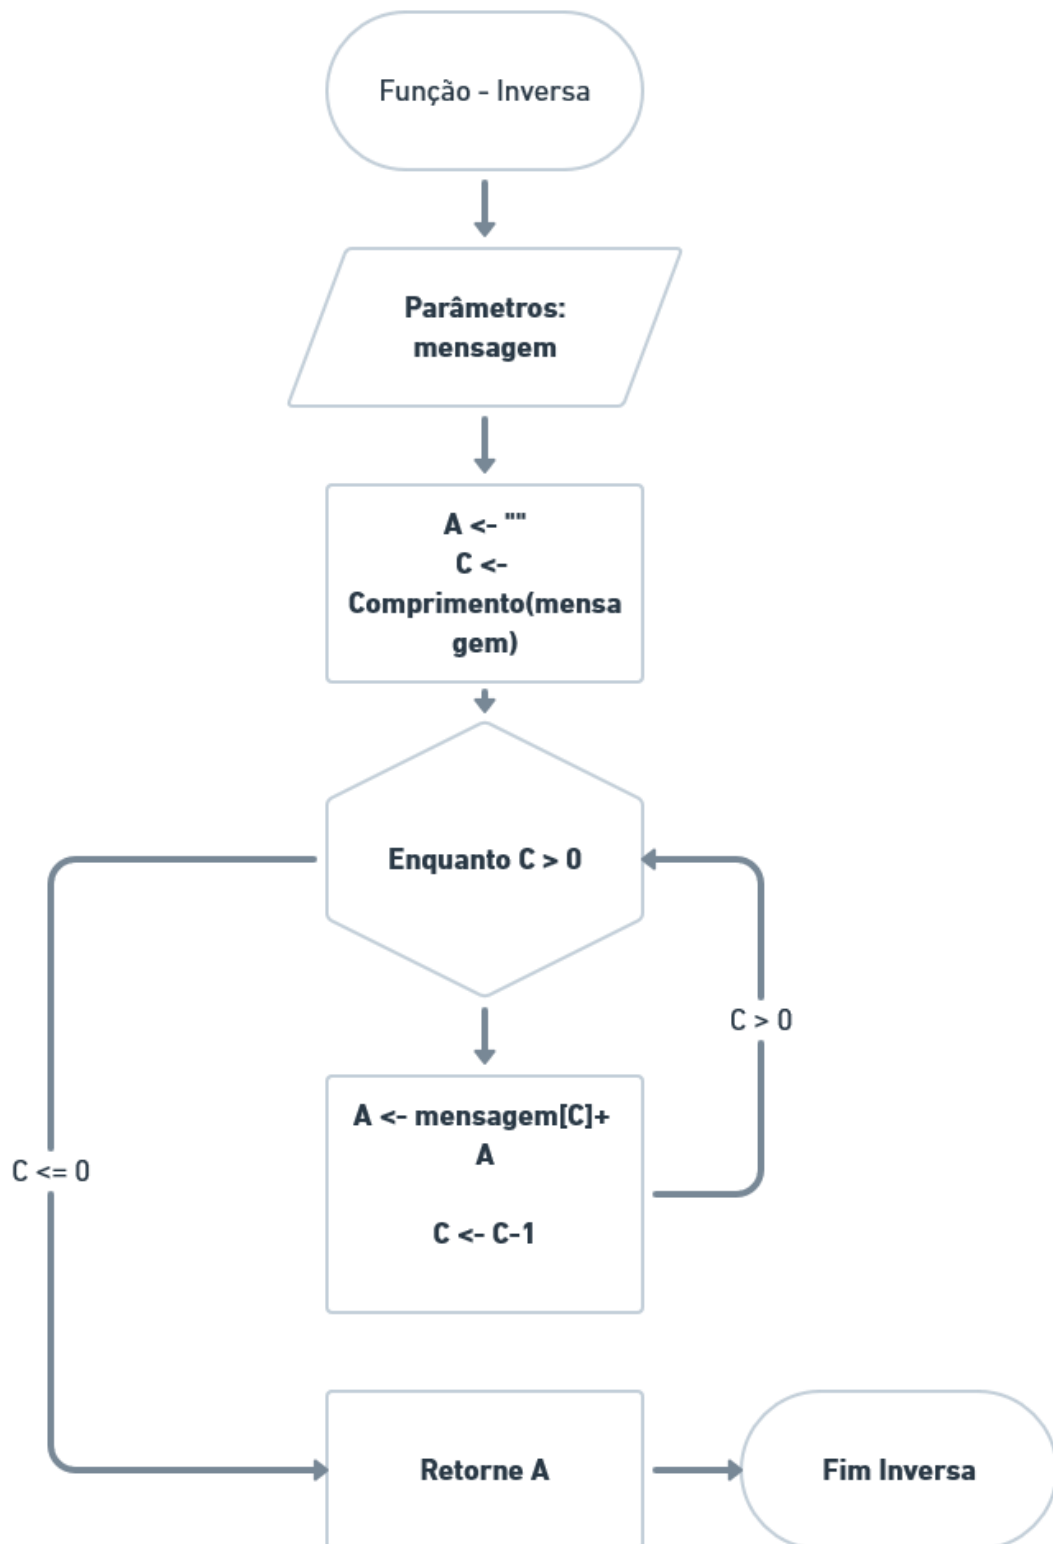 Função - Inversa
Parâmetros:
mensagem
A <- ""
C <-
Comprimento(mensa
gem)
Enquanto C > 0
C > 0
A <- mensagem[C]+
A
C <= 0
C <- C-1
Retorne A
Fim Inversa